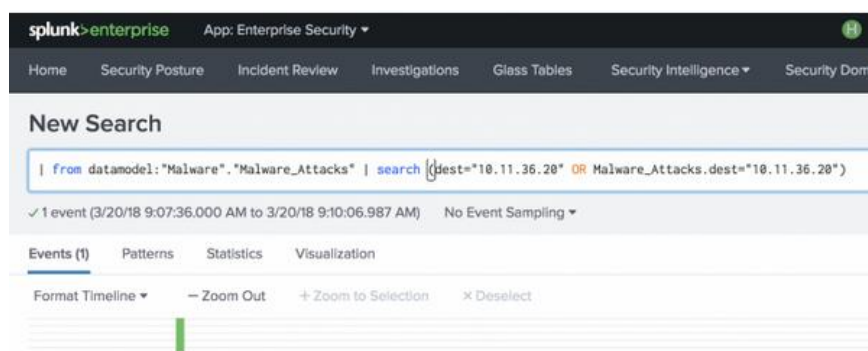 splunk>enterprise App: Enterprise Security
H
Home Security Posture Incident Review Investigations Glass Tables Security Intelligence Security Dom
New Search
| from datamodel:"Malware"."Malware_Attacks" | search (dest="10.11.36.20" OR Malware_Attacks.dest="10.11.36.20")
✓ 1 event (3/20/18 9:07:36.000 AM to 3/20/18 9:10:06.987 AM) No Event Sampling
Events (1) Patterns Statistics Visualization
Format Timeline — Zoom Out + Zoom to Selection × Deselect